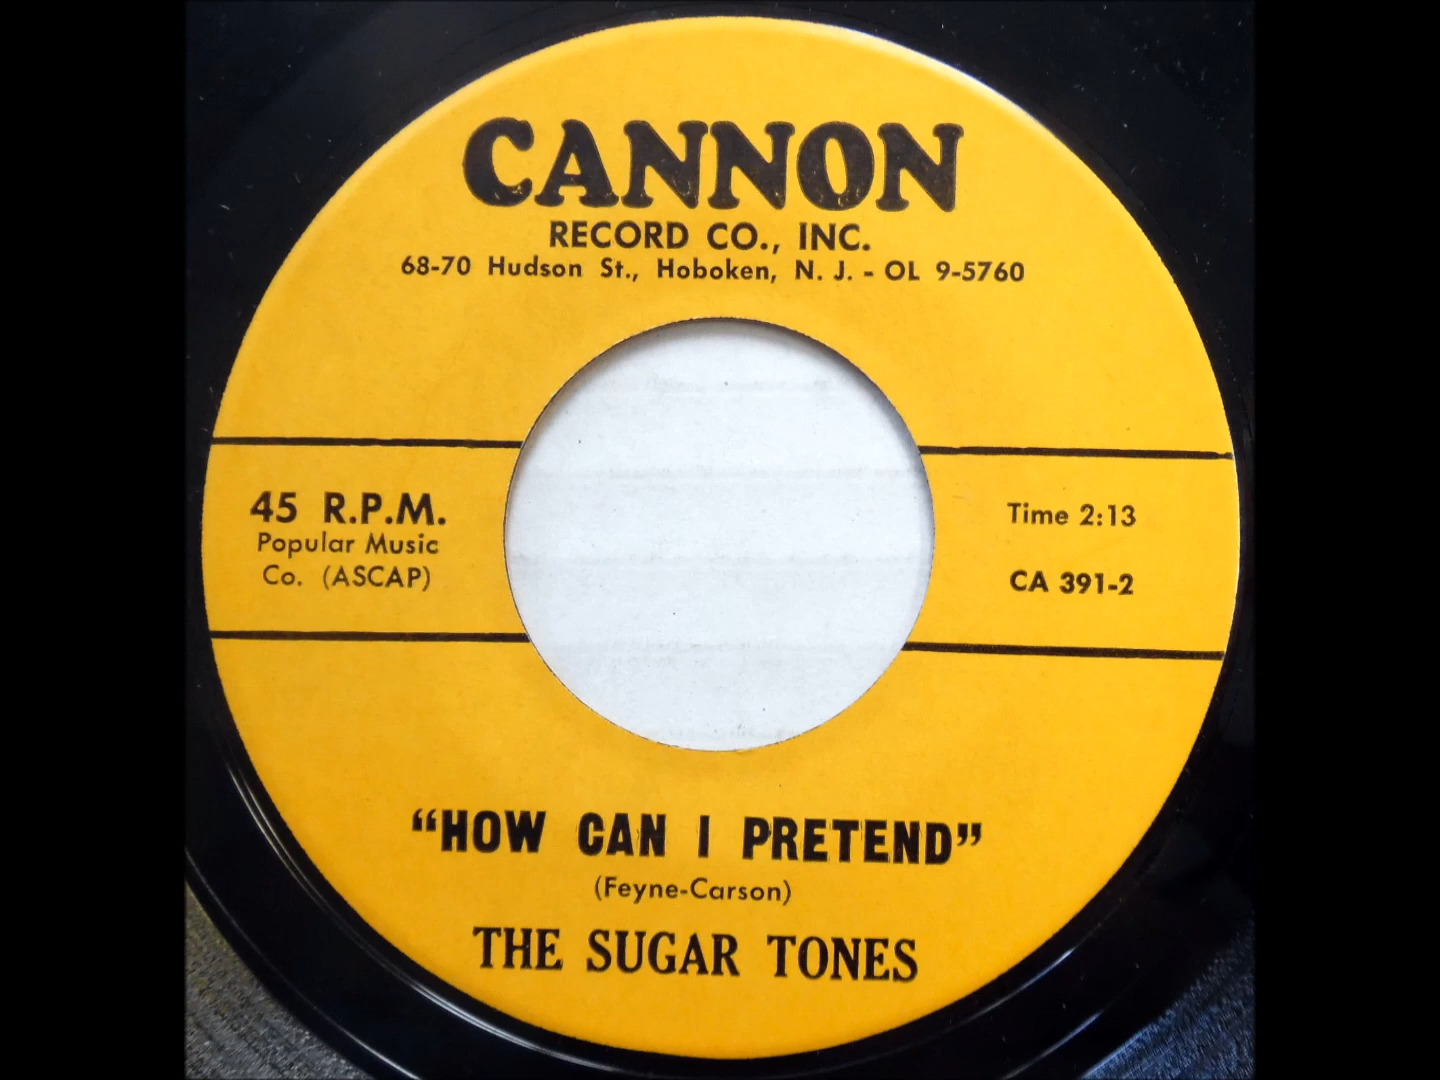 CANNON
RECORD CO., INC.
68-70 Hudson St., Hoboken, N. J. - OL 9-5760
45 R.P.M.
Popular Music
Co. (ASCAP)
Time 2:13
CA 391-2
"HOW CAN I PRETEND"
(Feyne-Carson)
THE SUGAR TONES